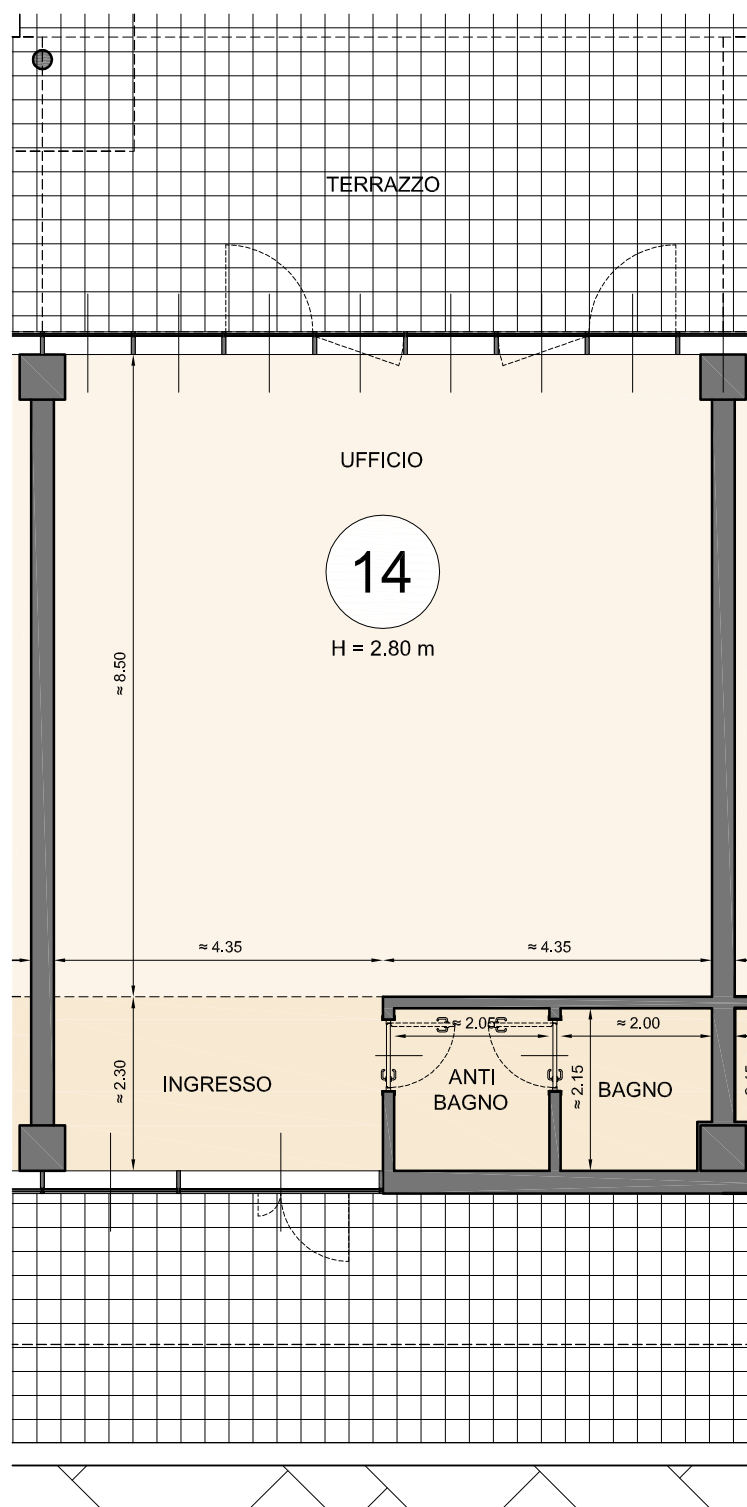 TERRAZZO
UFFICIO
14
H = 2.80 m
≈ 8.50
≈ 4.35
≈ 4.35
≈ 2.30
INGRESSO
≈ 2.05
ANTI
BAGNO
≈ 2.15
≈ 2.00
BAGNO